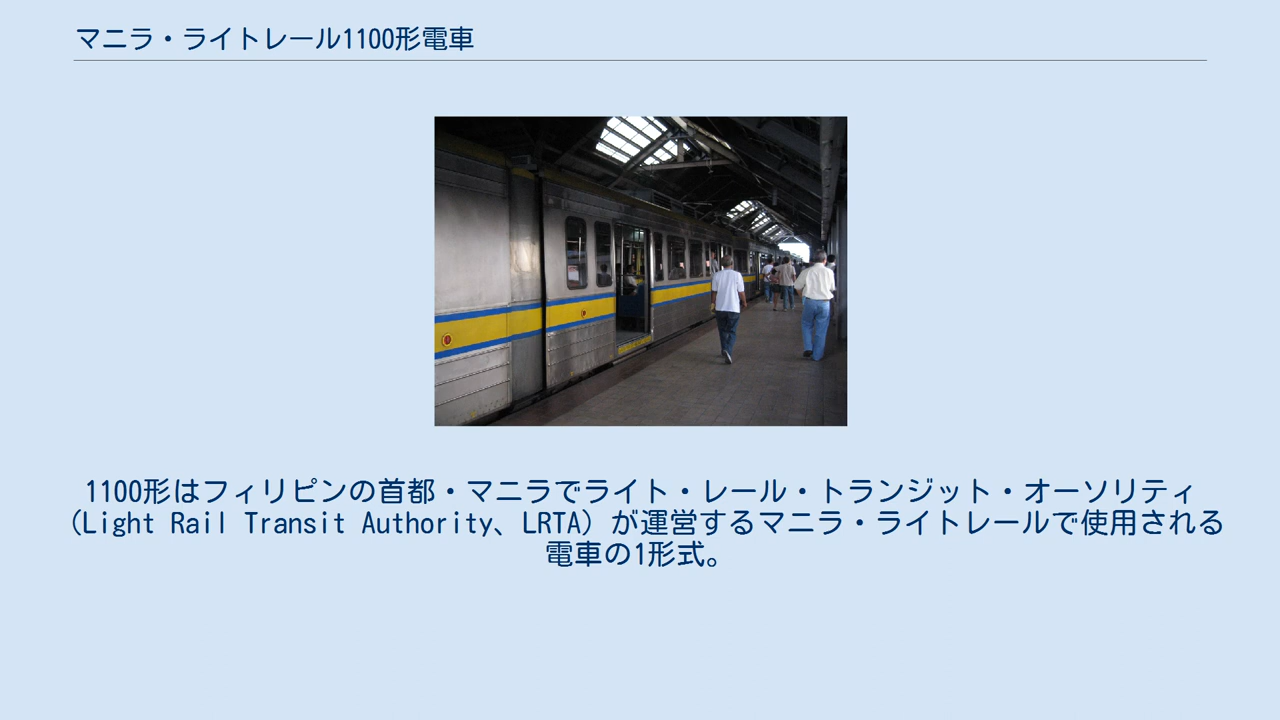 マニラ・ライトレール1100形電車
1100形はフィリピンの首都・マニラでライト・レール・トランジット・オーソリティ
(Light Rail Transit Authority、LRTA) が運営するマニラ・ライトレールで使用される
電車の1形式。